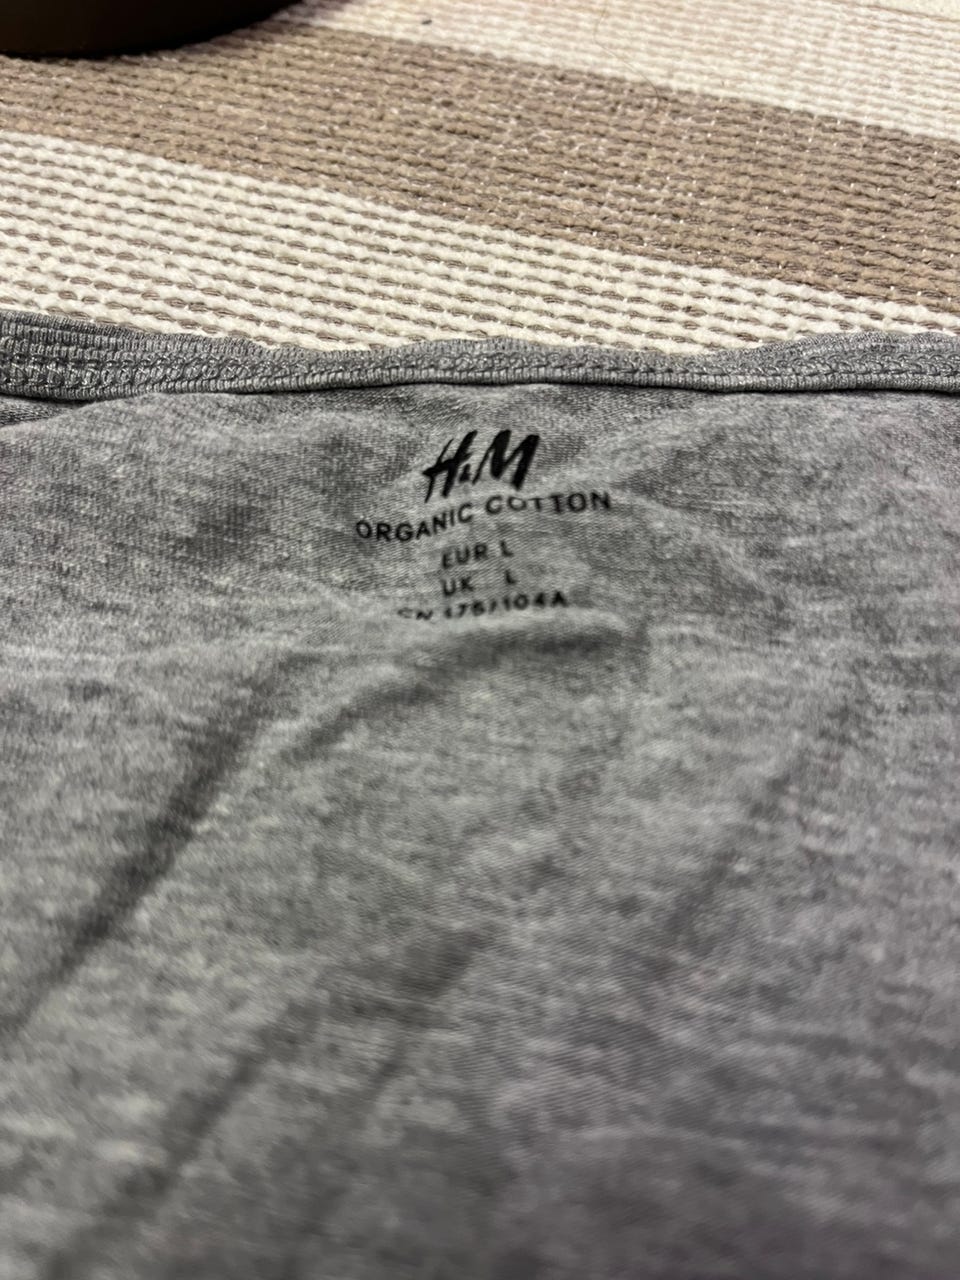 H&M
ORGANIC COTTON
EUR L
UK L
CN 175/104A